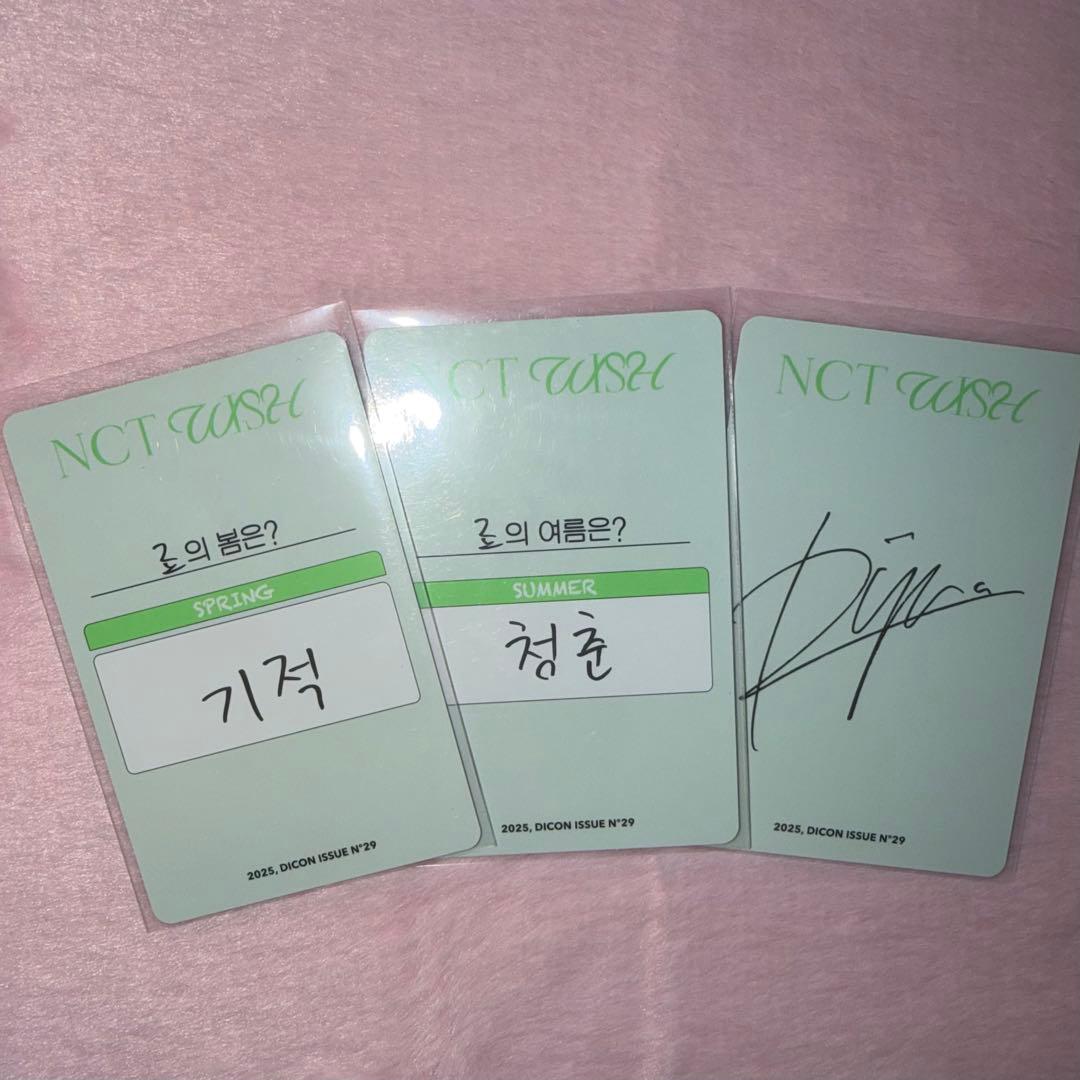 NCT WISH
료의 봄은?
SPRING
기적
2025, DICON ISSUE N°29
NCT WISH
료의 여름은?
SUMMER
청춘
2025, DICON ISSUE N°29
NCT WISH
2025, DICON ISSUE N°29